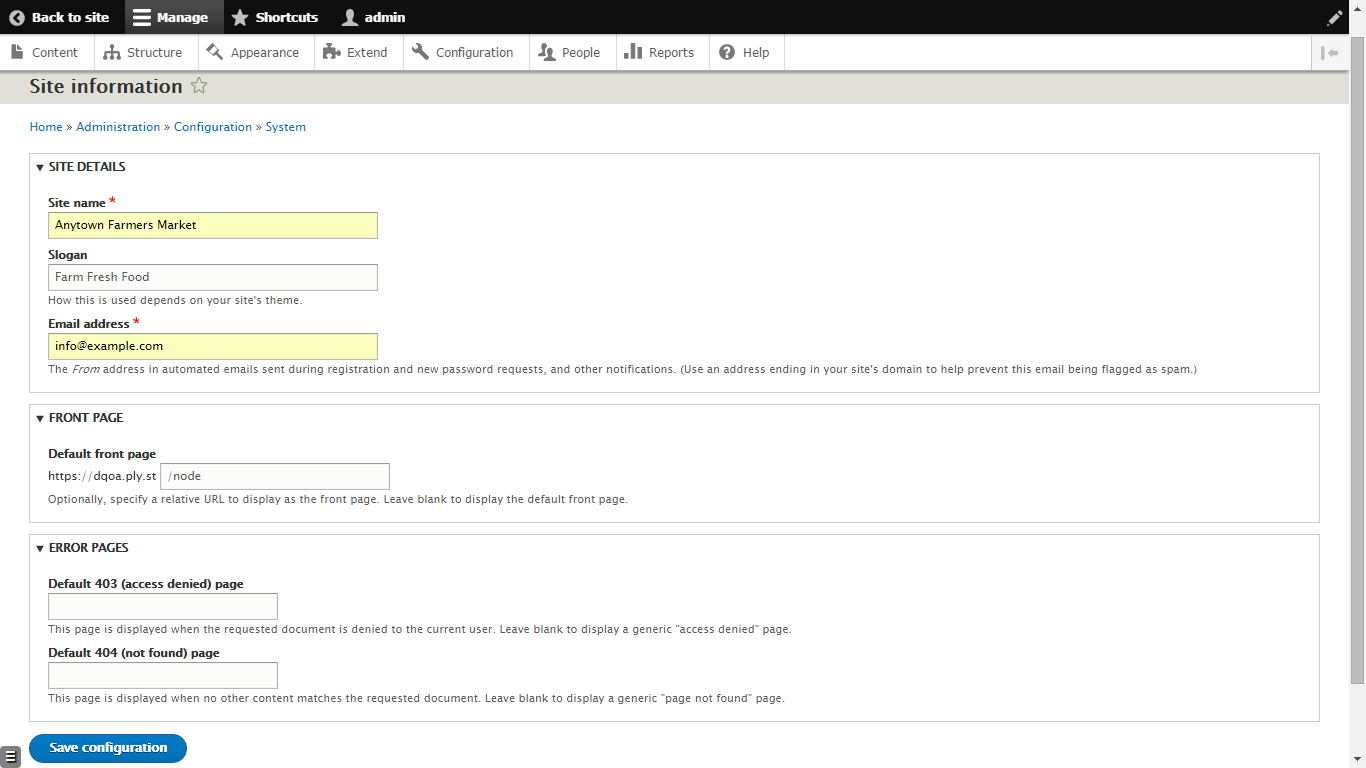 Back to site Manage Shortcuts admin
Content Structure Appearance Extend Configuration People Reports Help
Site information
Home » Administration » Configuration » System
SITE DETAILS
Site name *
Anytown Farmers Market
Slogan
Farm Fresh Food
How this is used depends on your site's theme.
Email address *
info@example.com
The From address in automated emails sent during registration and new password requests, and other notifications. (Use an address ending in your site's domain to help prevent this email being flagged as spam.)
FRONT PAGE
Default front page
https://dqoa.ply.st /node
Optionally, specify a relative URL to display as the front page. Leave blank to display the default front page.
ERROR PAGES
Default 403 (access denied) page
This page is displayed when the requested document is denied to the current user. Leave blank to display a generic "access denied" page.
Default 404 (not found) page
This page is displayed when no other content matches the requested document. Leave blank to display a generic "page not found" page.
Save configuration